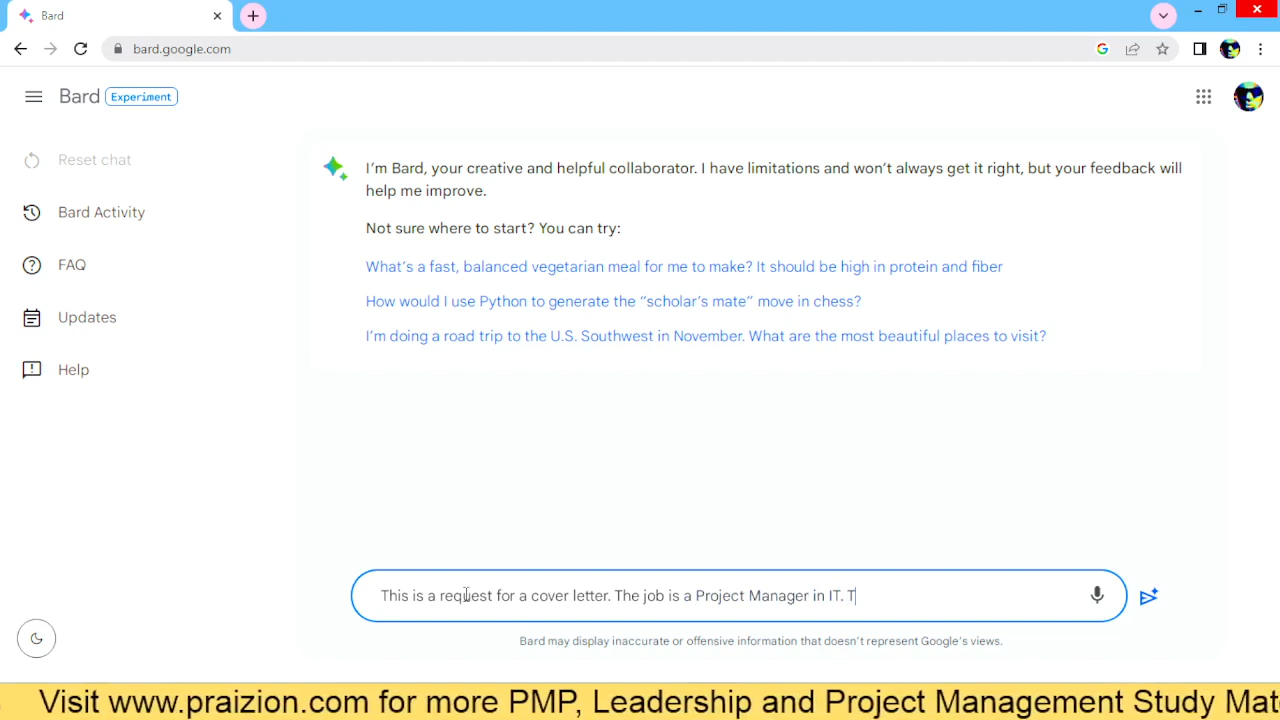 Bard
bard.google.com
Bard Experiment
Reset chat
Bard Activity
FAQ
Updates
Help
I'm Bard, your creative and helpful collaborator. I have limitations and won't always get it right, but your feedback will
help me improve.
Not sure where to start? You can try:
What's a fast, balanced vegetarian meal for me to make? It should be high in protein and fiber
How would I use Python to generate the "scholar's mate" move in chess?
I'm doing a road trip to the U.S. Southwest in November. What are the most beautiful places to visit?
This is a request for a cover letter. The job is a Project Manager in IT. T
Bard may display inaccurate or offensive information that doesn't represent Google's views.
Visit www.praizion.com for more PMP, Leadership and Project Management Study Mat